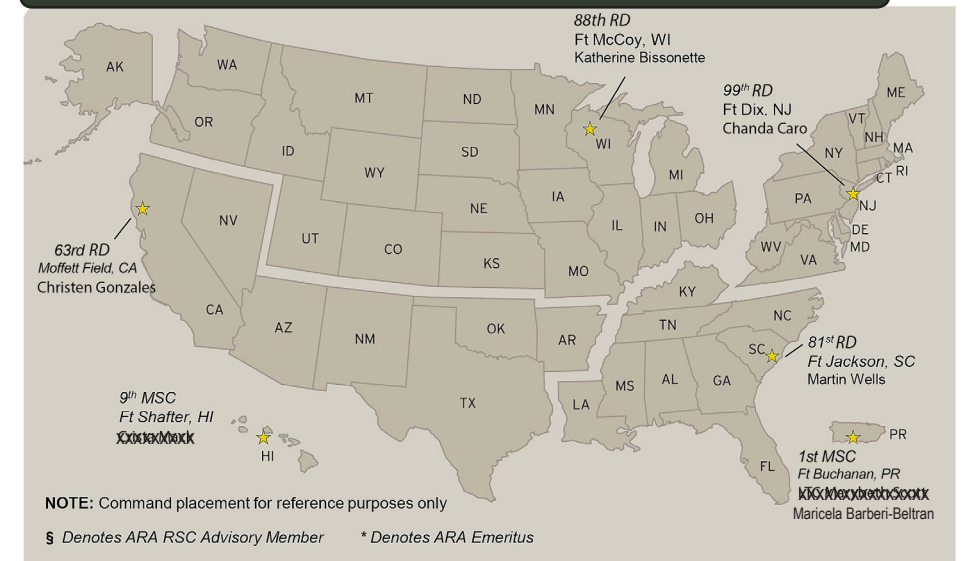 88th RD
Ft McCoy, WI
Katherine Bissonette
99th RD
Ft Dix, NJ
Chanda Caro
AK
WA
MT
ND
MN
ME
VT
NH
OR
ID
WY
SD
WI
MI
NY
MA
CT
RI
NV
UT
CO
NE
IA
IL
IN
OH
PA
NJ
DE
MD
WV
VA
63rd RD
Moffett Field, CA
Christen Gonzales
CA
AZ
NM
KS
MO
KY
OK
AR
TN
NC
SC
81st RD
Ft Jackson, SC
Martin Wells
TX
LA
MS
AL
GA
FL
9th MSC
Ft Shafter, HI
HI
PR
1st MSC
Ft Buchanan, PR
Maricela Barberi-Beltran
NOTE: Command placement for reference purposes only
§ Denotes ARA RSC Advisory Member * Denotes ARA Emeritus